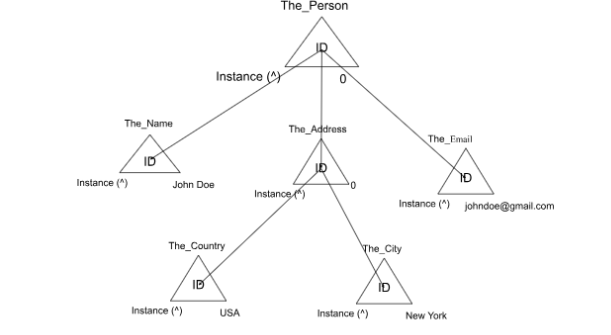 The_Person
ID
Instance (^) 0
The_Name
ID
Instance (^) John Doe
The_Address
ID
Instance (^) 0
The_Email
ID
Instance (^) johndoe@gmail.com
The_Country
ID
Instance (^) USA
The_City
ID
Instance (^) New York